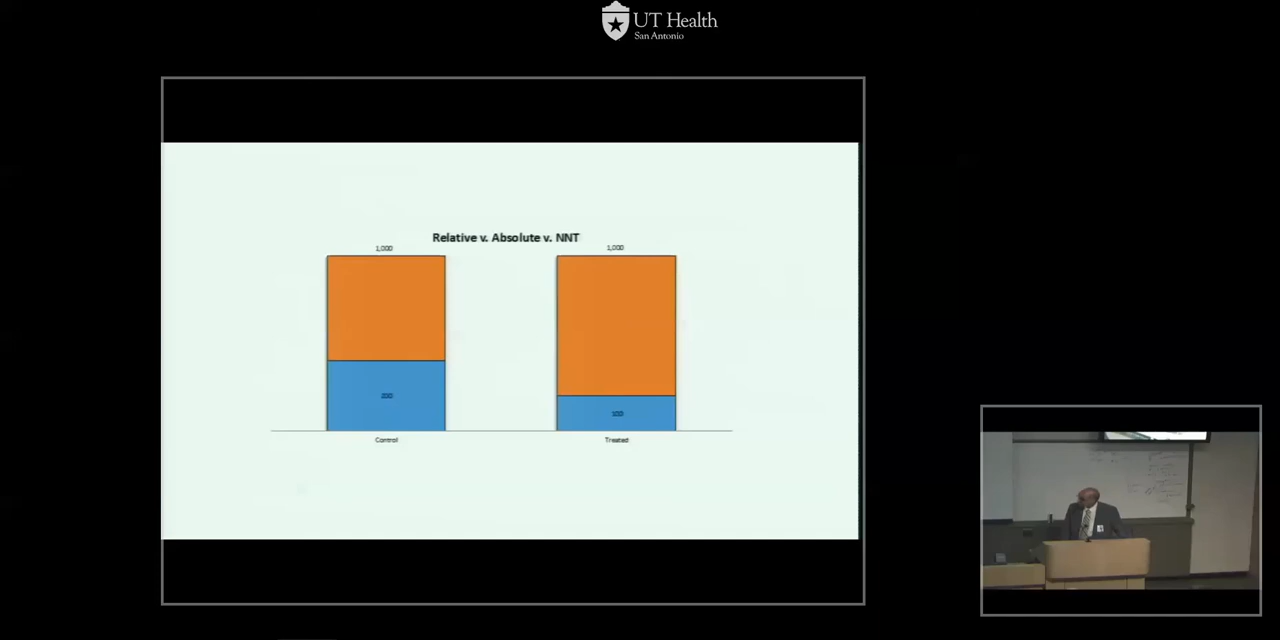 UT Health
San Antonio
Relative v. Absolute v. NNT
1,000
1,000
200
100
Control
Treated